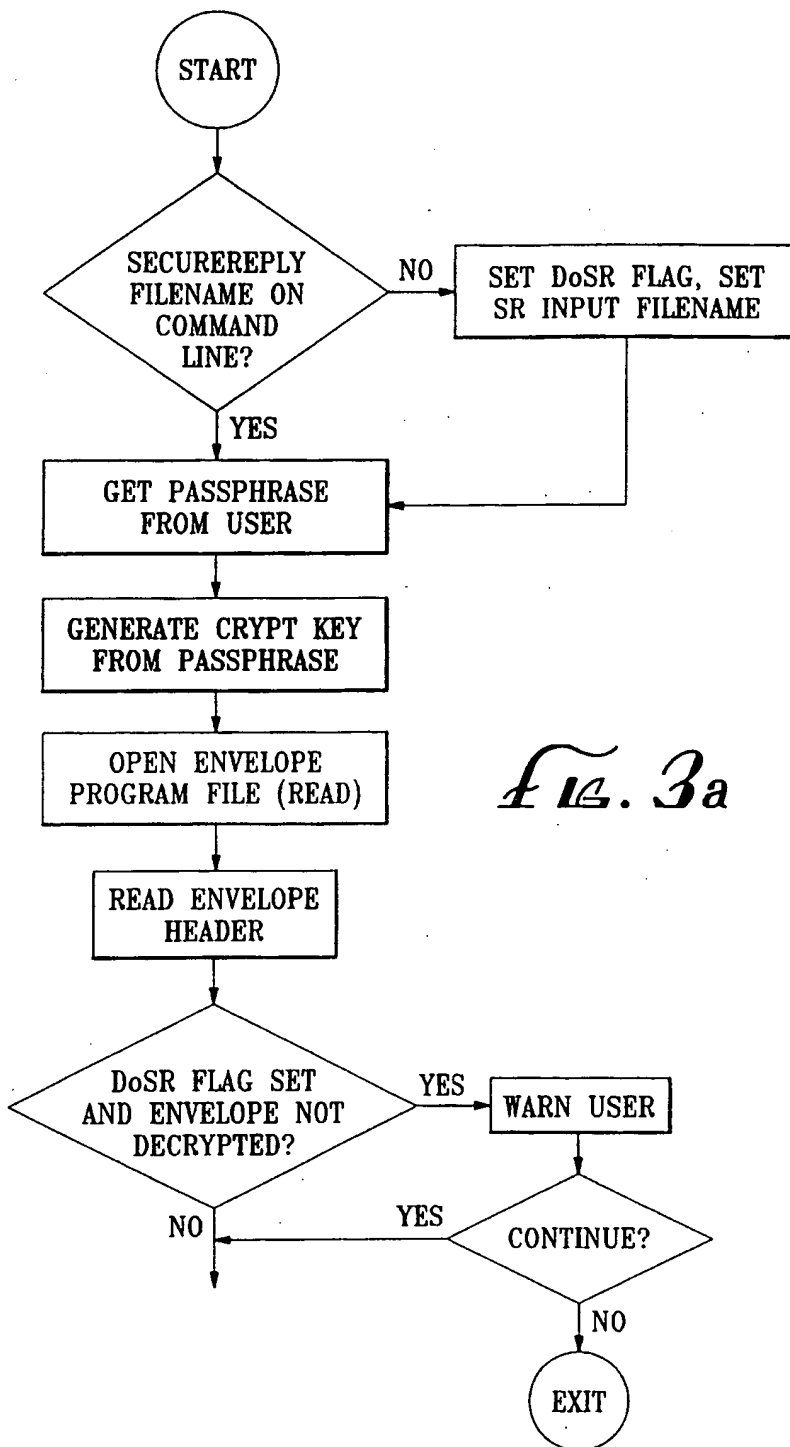 START
SECUREREPLY
FILENAME ON
COMMAND
LINE?
NO
SET DoSR FLAG, SET
SR INPUT FILENAME
YES
GET PASSPHRASE
FROM USER
GENERATE CRYPT KEY
FROM PASSPHRASE
OPEN ENVELOPE
PROGRAM FILE (READ)
FIG. 3a
READ ENVELOPE
HEADER
DoSR FLAG SET
AND ENVELOPE NOT
DECRYPTED?
YES
WARN USER
NO
YES
CONTINUE?
NO
EXIT